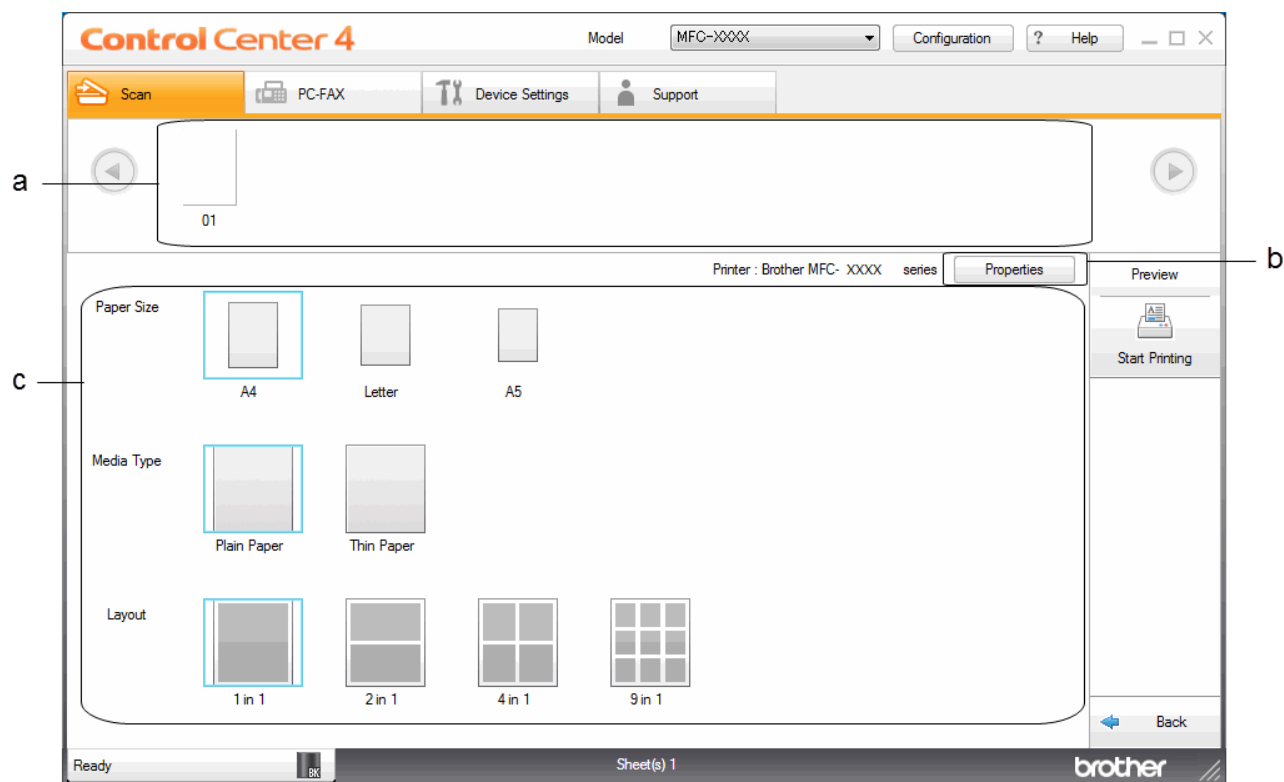 Control Center 4 Model MFC-XXXX Configuration ? Help
Scan PC-FAX Device Settings Support
a
01
b
Printer : Brother MFC- XXXX series Properties
Preview
Start Printing
c
Paper Size
A4 Letter A5
Media Type
Plain Paper Thin Paper
Layout
1 in 1 2 in 1 4 in 1 9 in 1
Back
Ready BK Sheet(s) 1 brother